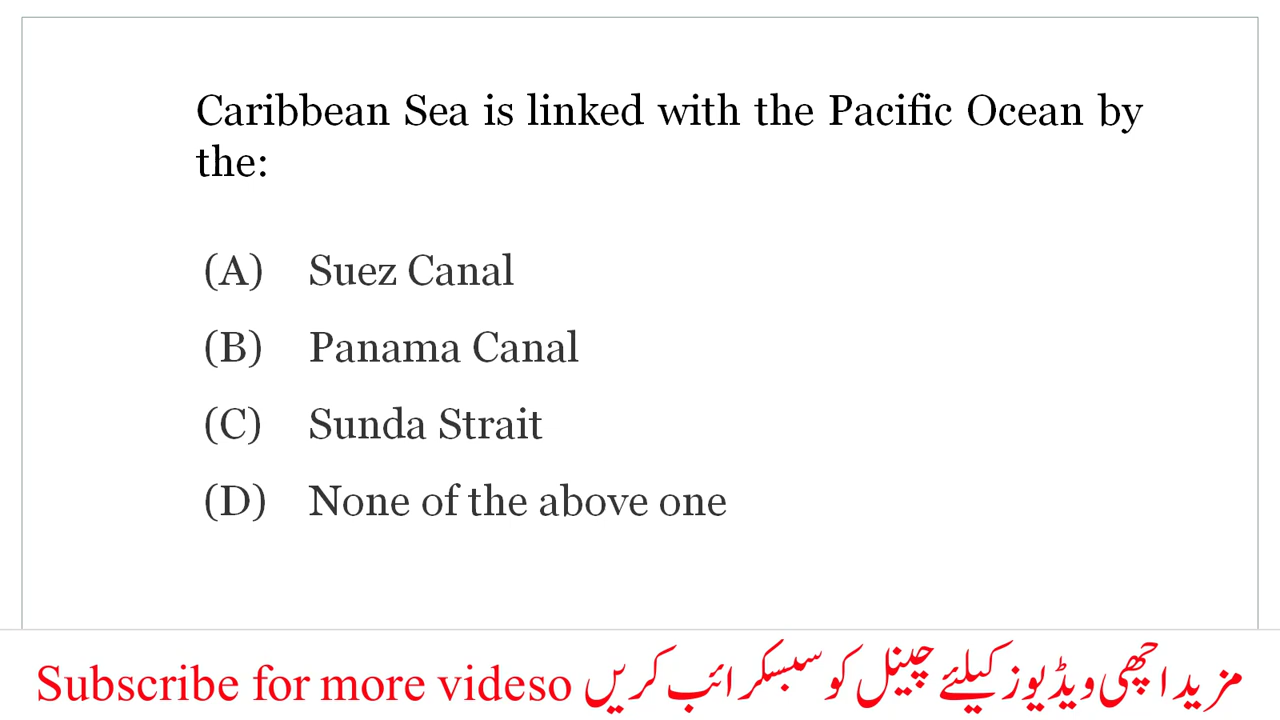 Caribbean Sea is linked with the Pacific Ocean by
the:
(A) Suez Canal
(B) Panama Canal
(C) Sunda Strait
(D) None of the above one
Subscribe for more videso مزید اچھی ویڈیوز کیلئے چینل کو سبسکرائب کریں